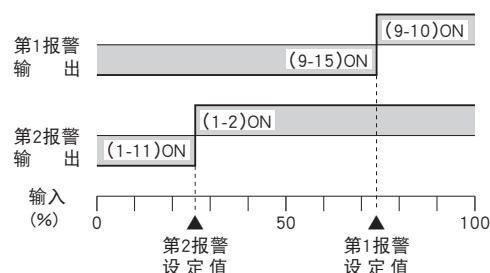 第1报警
输 出
(9-10)ON
(9-15)ON
第2报警
输 出
(1-2)ON
(1-11)ON
输入
(%)
0 50 100
第2报警
设定值
第1报警
设定值